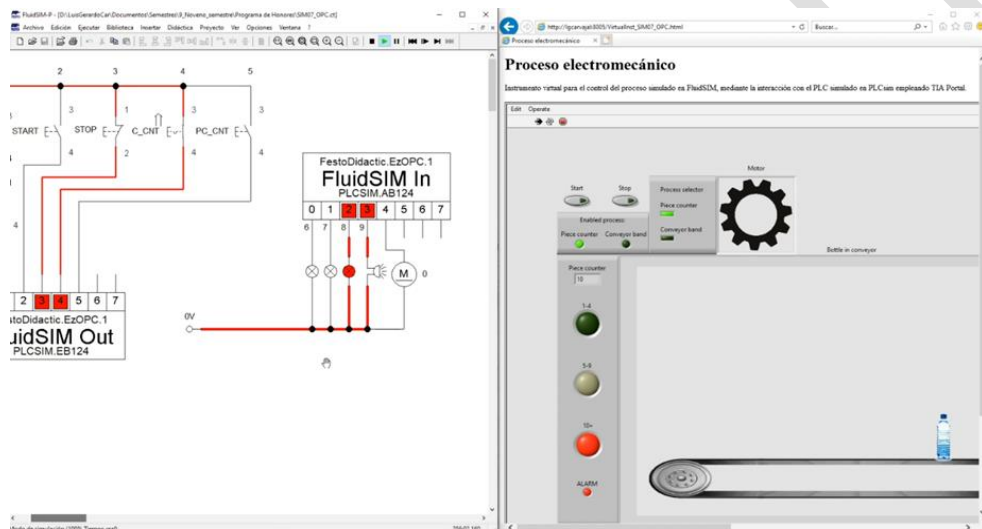 FluidSIM-P - [D:\LuisGerardoCar\Documentos\Semestres\9_Noveno_semestre\Programa de Honores\SIM07_OPC.ct]
Archivo Edición Ejecutar Biblioteca Insertar Didáctica Proyecto Ver Opciones Ventana ?
2 3 4 5
3 1 3 3
START STOP C_CNT PC_CNT
4 2 4 4
4
2 3 4 5 6 7
FestoDidactic.EzOPC.1
PLCSIM.EB124
FestoDidactic.EzOPC.1
FluidSIM In
PLCSIM.AB124
0 1 2 3 4 5 6 7
6 7 8 9
M 0
0V
http://lgcarvajal:8005/VirtualInst_SIM07_OPC.html
Buscar...
Proceso electromecánico
Proceso electromecánico
Instrumento virtual para el control del proceso simulado en FluidSIM, mediante la interacción con el PLC simulado en PLCsim empleando TIA Portal.
Edit Operate
Motor
Start Stop
Process selector
Piece counter
Conveyor band
Enabled process
Piece counter Conveyor band
Bottle in conveyor
Piece counter
10
1-4
5-9
10+
ALARM